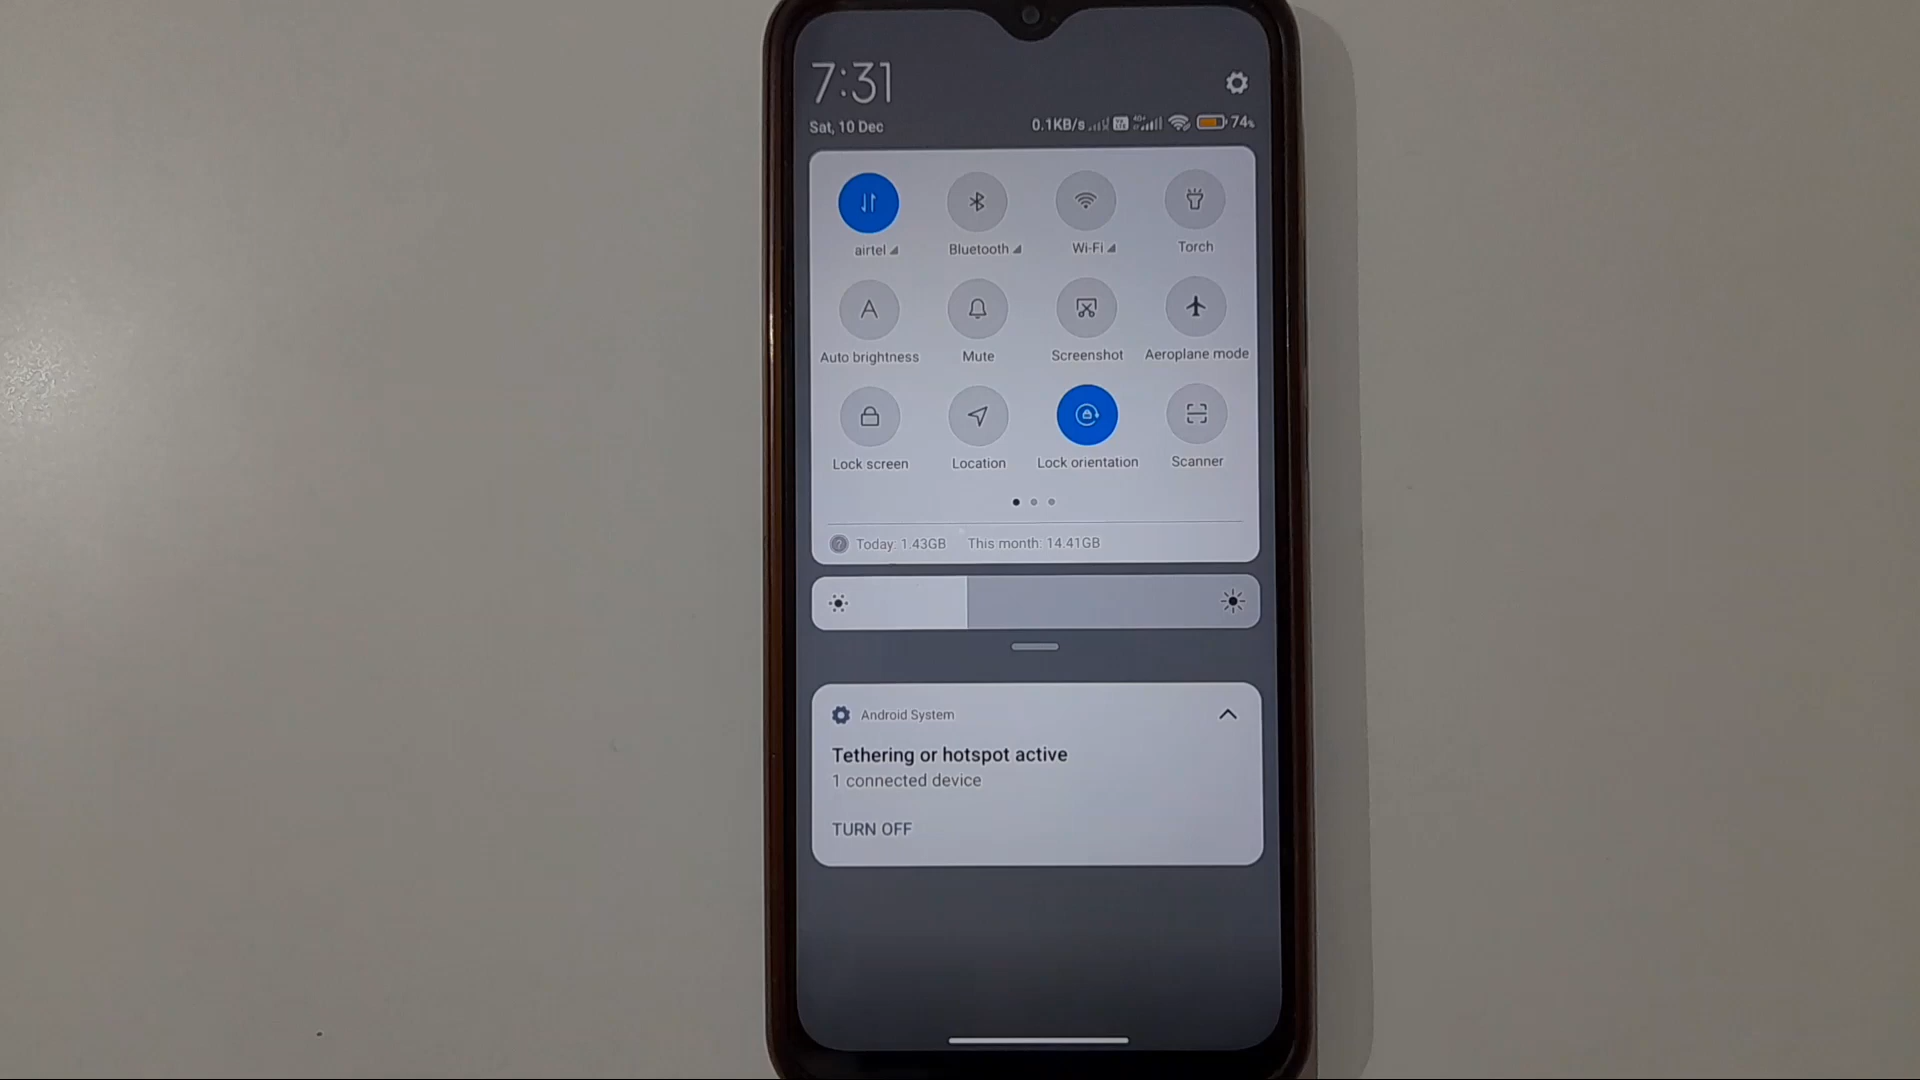 7:31
Sat, 10 Dec
0.1KB/s 74%
airtel Bluetooth Wi-Fi Torch
Auto brightness Mute Screenshot Aeroplane mode
Lock screen Location Lock orientation Scanner
Today: 1.43GB This month: 14.41GB
Android System
Tethering or hotspot active
1 connected device
TURN OFF